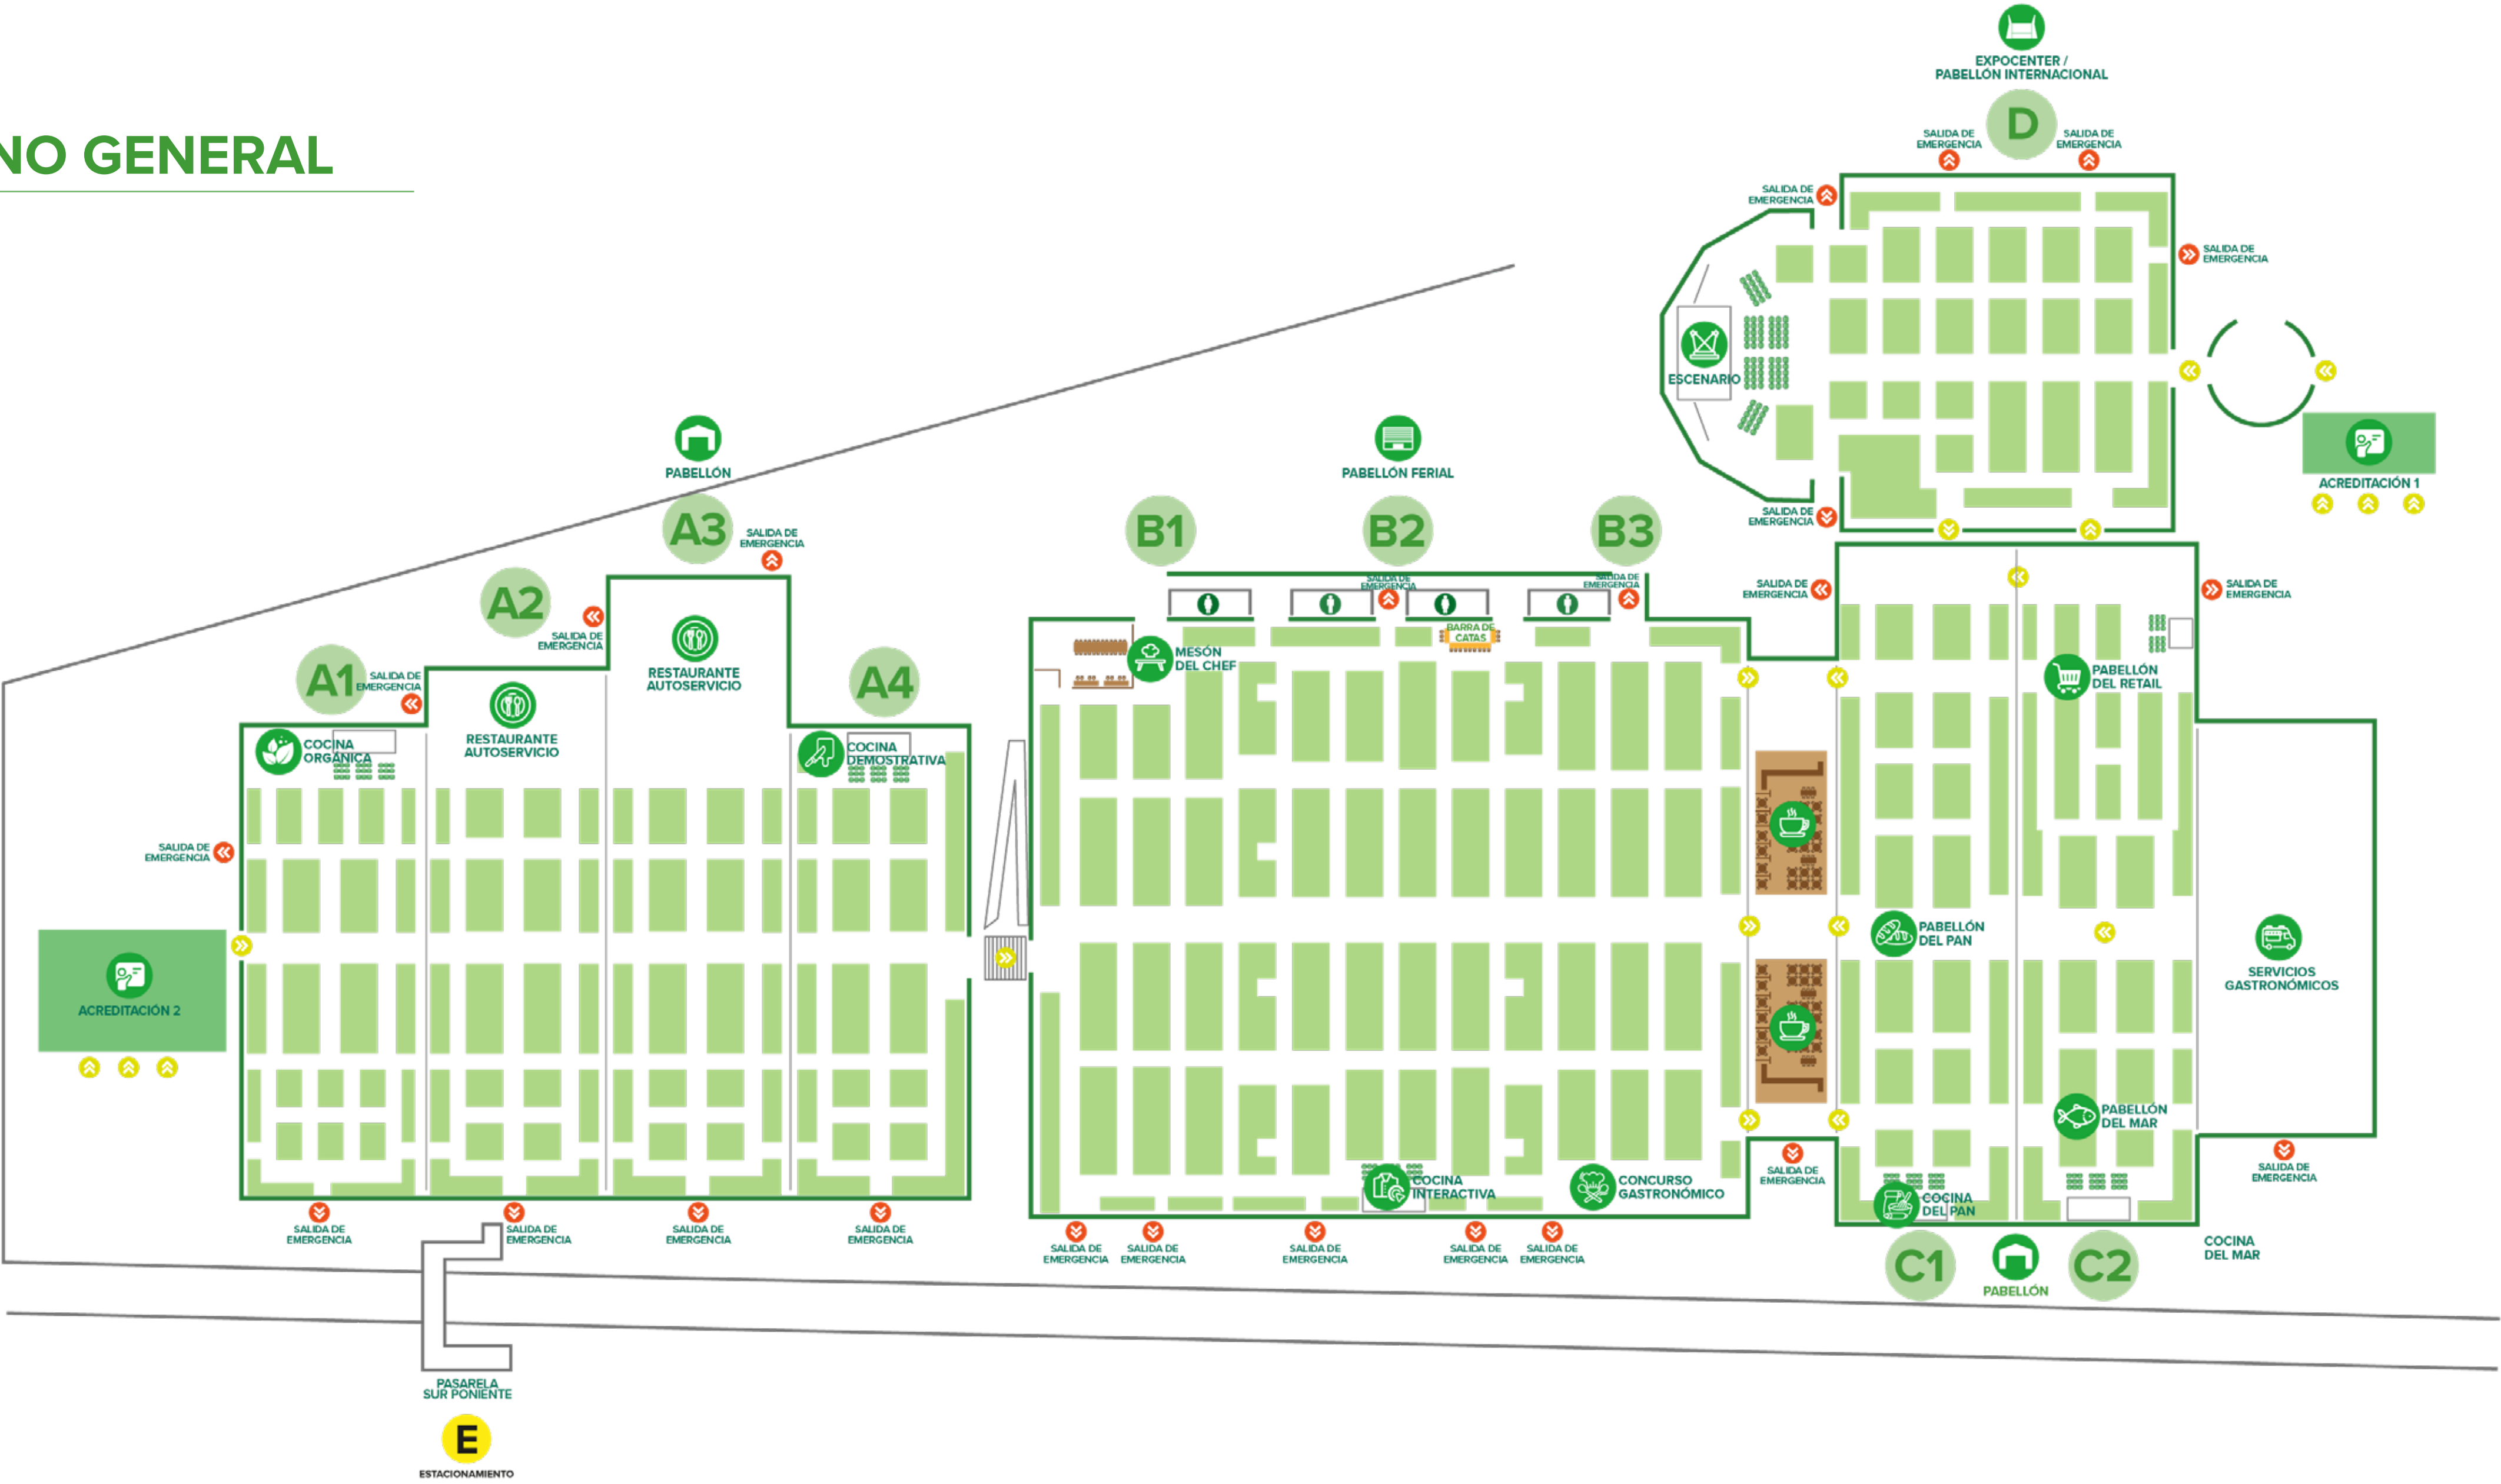 NO GENERAL
EXPOCENTER /
PABELLÓN INTERNACIONAL
D
SALIDA DE
EMERGENCIA
SALIDA DE
EMERGENCIA
SALIDA DE
EMERGENCIA
SALIDA DE
EMERGENCIA
ESCENARIO
ACREDITACIÓN 1
SALIDA DE
EMERGENCIA
PABELLÓN
A3
SALIDA DE
EMERGENCIA
A2
SALIDA DE
EMERGENCIA
A1
SALIDA DE
EMERGENCIA
A4
RESTAURANTE
AUTOSERVICIO
RESTAURANTE
AUTOSERVICIO
COCINA
ORGÁNICA
COCINA
DEMOSTRATIVA
SALIDA DE
EMERGENCIA
ACREDITACIÓN 2
SALIDA DE
EMERGENCIA
SALIDA DE
EMERGENCIA
SALIDA DE
EMERGENCIA
SALIDA DE
EMERGENCIA
PABELLÓN FERIAL
B1
B2
B3
SALIDA DE
EMERGENCIA
SALIDA DE
EMERGENCIA
BARRA DE
CATAS
MESÓN
DEL CHEF
COCINA
INTERACTIVA
CONCURSO
GASTRONÓMICO
SALIDA DE
EMERGENCIA
SALIDA DE
EMERGENCIA
SALIDA DE
EMERGENCIA
SALIDA DE
EMERGENCIA
SALIDA DE
EMERGENCIA
SALIDA DE
EMERGENCIA
SALIDA DE
EMERGENCIA
SALIDA DE
EMERGENCIA
PABELLÓN
DEL RETAIL
PABELLÓN
DEL PAN
SERVICIOS
GASTRONÓMICOS
PABELLÓN
DEL MAR
SALIDA DE
EMERGENCIA
COCINA
DEL PAN
COCINA
DEL MAR
C1
PABELLÓN
C2
PASARELA
SUR PONIENTE
E
ESTACIONAMIENTO